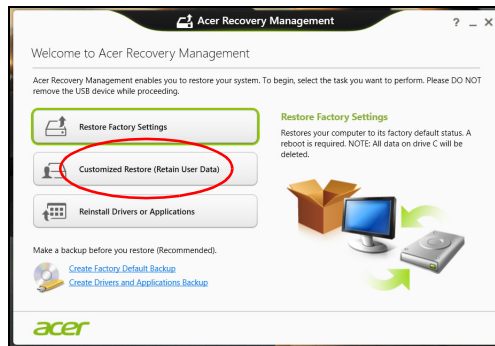 Acer Recovery Management
Welcome to Acer Recovery Management
Acer Recovery Management enables you to restore your system. To begin, select the task you want to perform. Please DO NOT
remove the USB device while proceeding.
Restore Factory Settings
Customized Restore (Retain User Data)
Reinstall Drivers or Applications
Restore Factory Settings
Restores your computer to its factory default status. A
reboot is required. NOTE: All data on drive C will be
deleted.
Make a backup before you restore (Recommended).
Create Factory Default Backup
Create Drivers and Applications Backup
acer